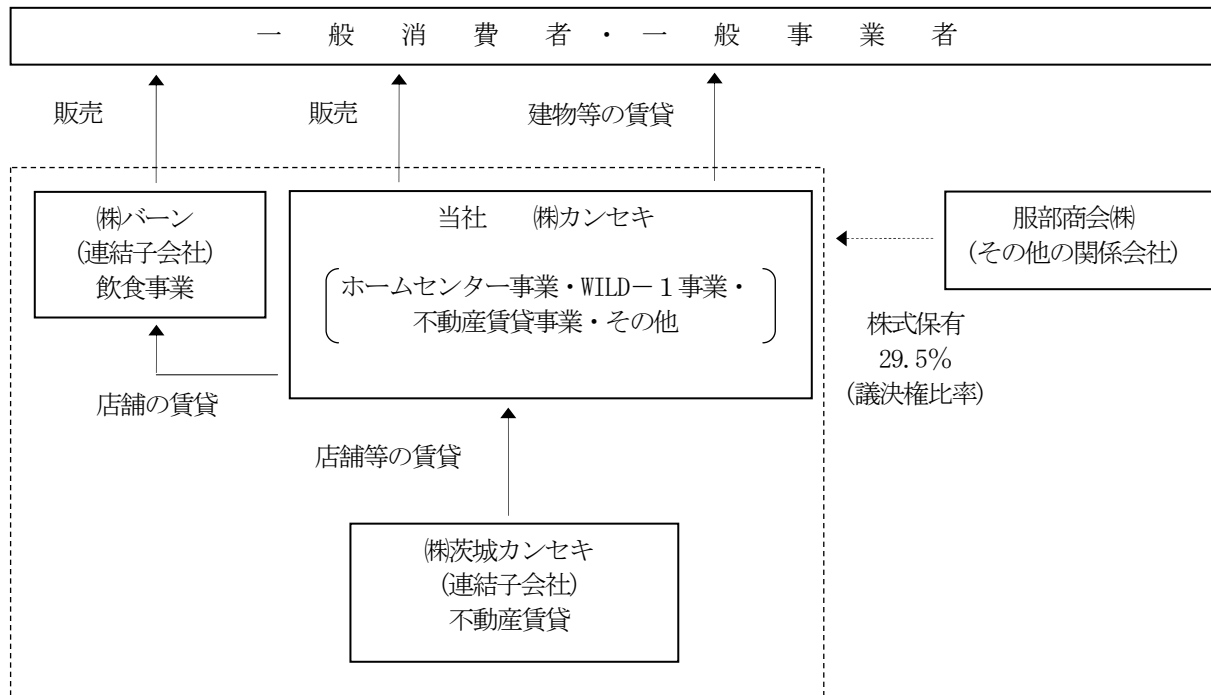 一般消費者・一般事業者
販売
販売
建物等の賃貸
㈱バーン
(連結子会社)
飲食事業
当社 ㈱カンセキ
ホームセンター事業・WILD－１事業・
不動産賃貸事業・その他
服部商会㈱
(その他の関係会社)
株式保有
29.5％
(議決権比率)
店舗の賃貸
店舗等の賃貸
㈱茨城カンセキ
(連結子会社)
不動産賃貸